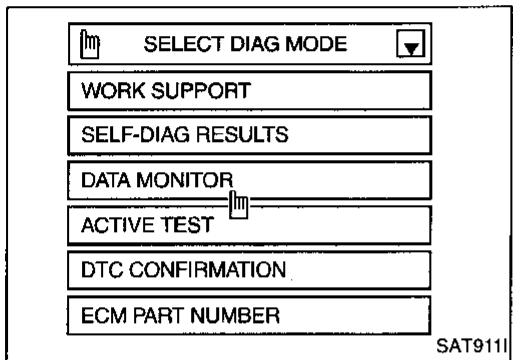 SELECT DIAG MODE
WORK SUPPORT
SELF-DIAG RESULTS
DATA MONITOR
ACTIVE TEST
DTC CONFIRMATION
ECM PART NUMBER
SAT911I